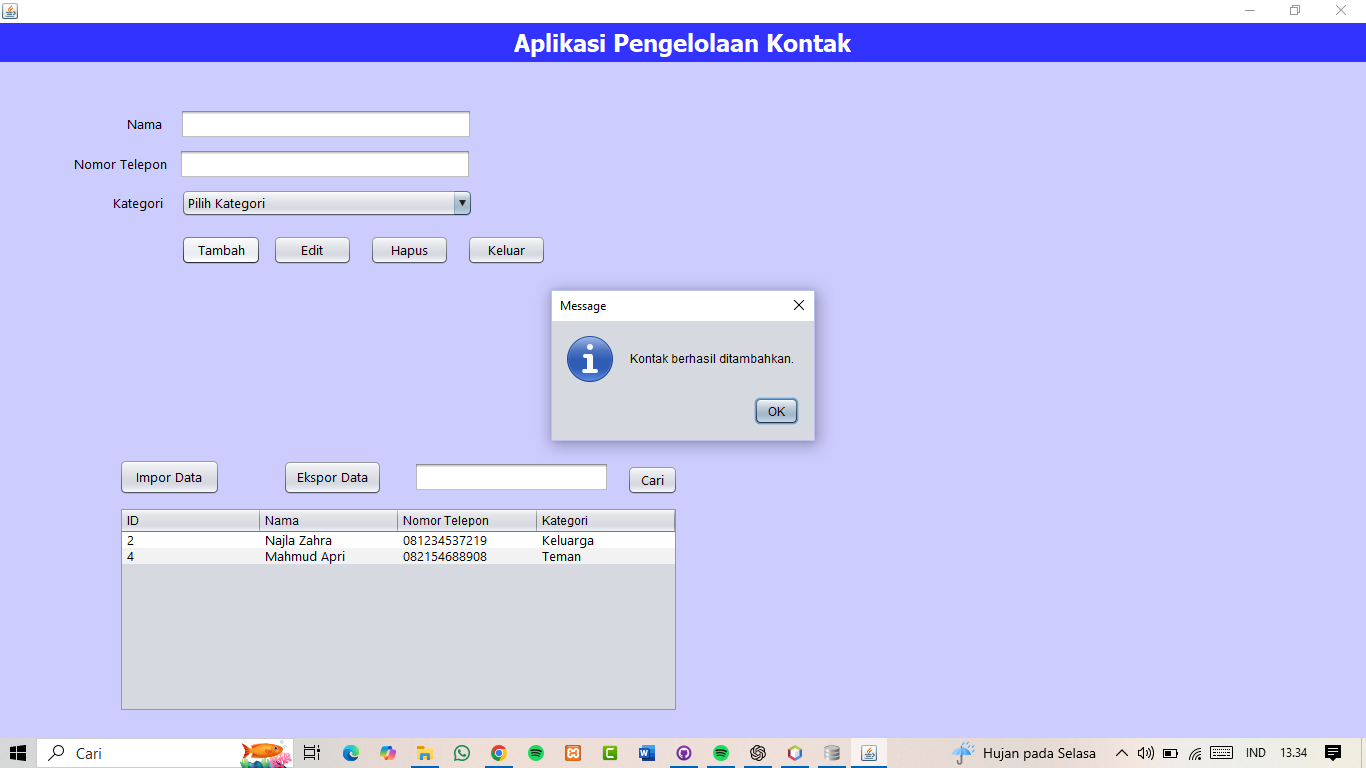 Aplikasi Pengelolaan Kontak
Nama
Nomor Telepon
Kategori Pilih Kategori
Tambah Edit Hapus Keluar
Message
Kontak berhasil ditambahkan.
OK
Impor Data Ekspor Data Cari
ID Nama Nomor Telepon Kategori
2 Najla Zahra 081234537219 Keluarga
4 Mahmud Apri 082154688908 Teman
Cari Hujan pada Selasa IND 13.34